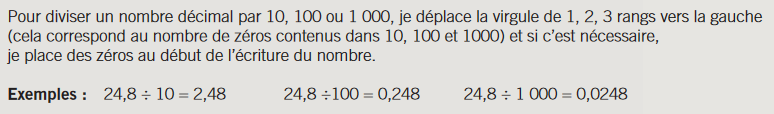 Pour diviser un nombre décimal par 10, 100 ou 1 000, je déplace la virgule de 1, 2, 3 rangs vers la gauche
(cela correspond au nombre de zéros contenus dans 10, 100 et 1000) et si c’est nécessaire,
je place des zéros au début de l’écriture du nombre.
Exemples : 24,8 ÷ 10 = 2,48 24,8 ÷100 = 0,248 24,8 ÷ 1 000 = 0,0248